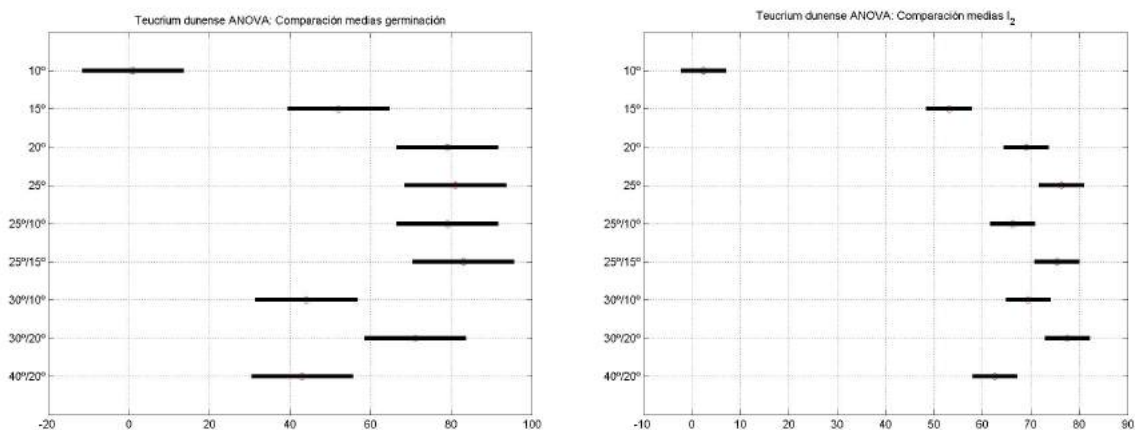 Teucrium dunense ANOVA: Comparación medias germinación
10º
15º
20º
25º
25º/10º
25º/15º
30º/10º
30º/20º
40º/20º
-20 0 20 40 60 80 100
Teucrium dunense ANOVA: Comparación medias I2
10º
15º
20º
25º
25º/10º
25º/15º
30º/10º
30º/20º
40º/20º
-10 0 10 20 30 40 50 60 70 80 90